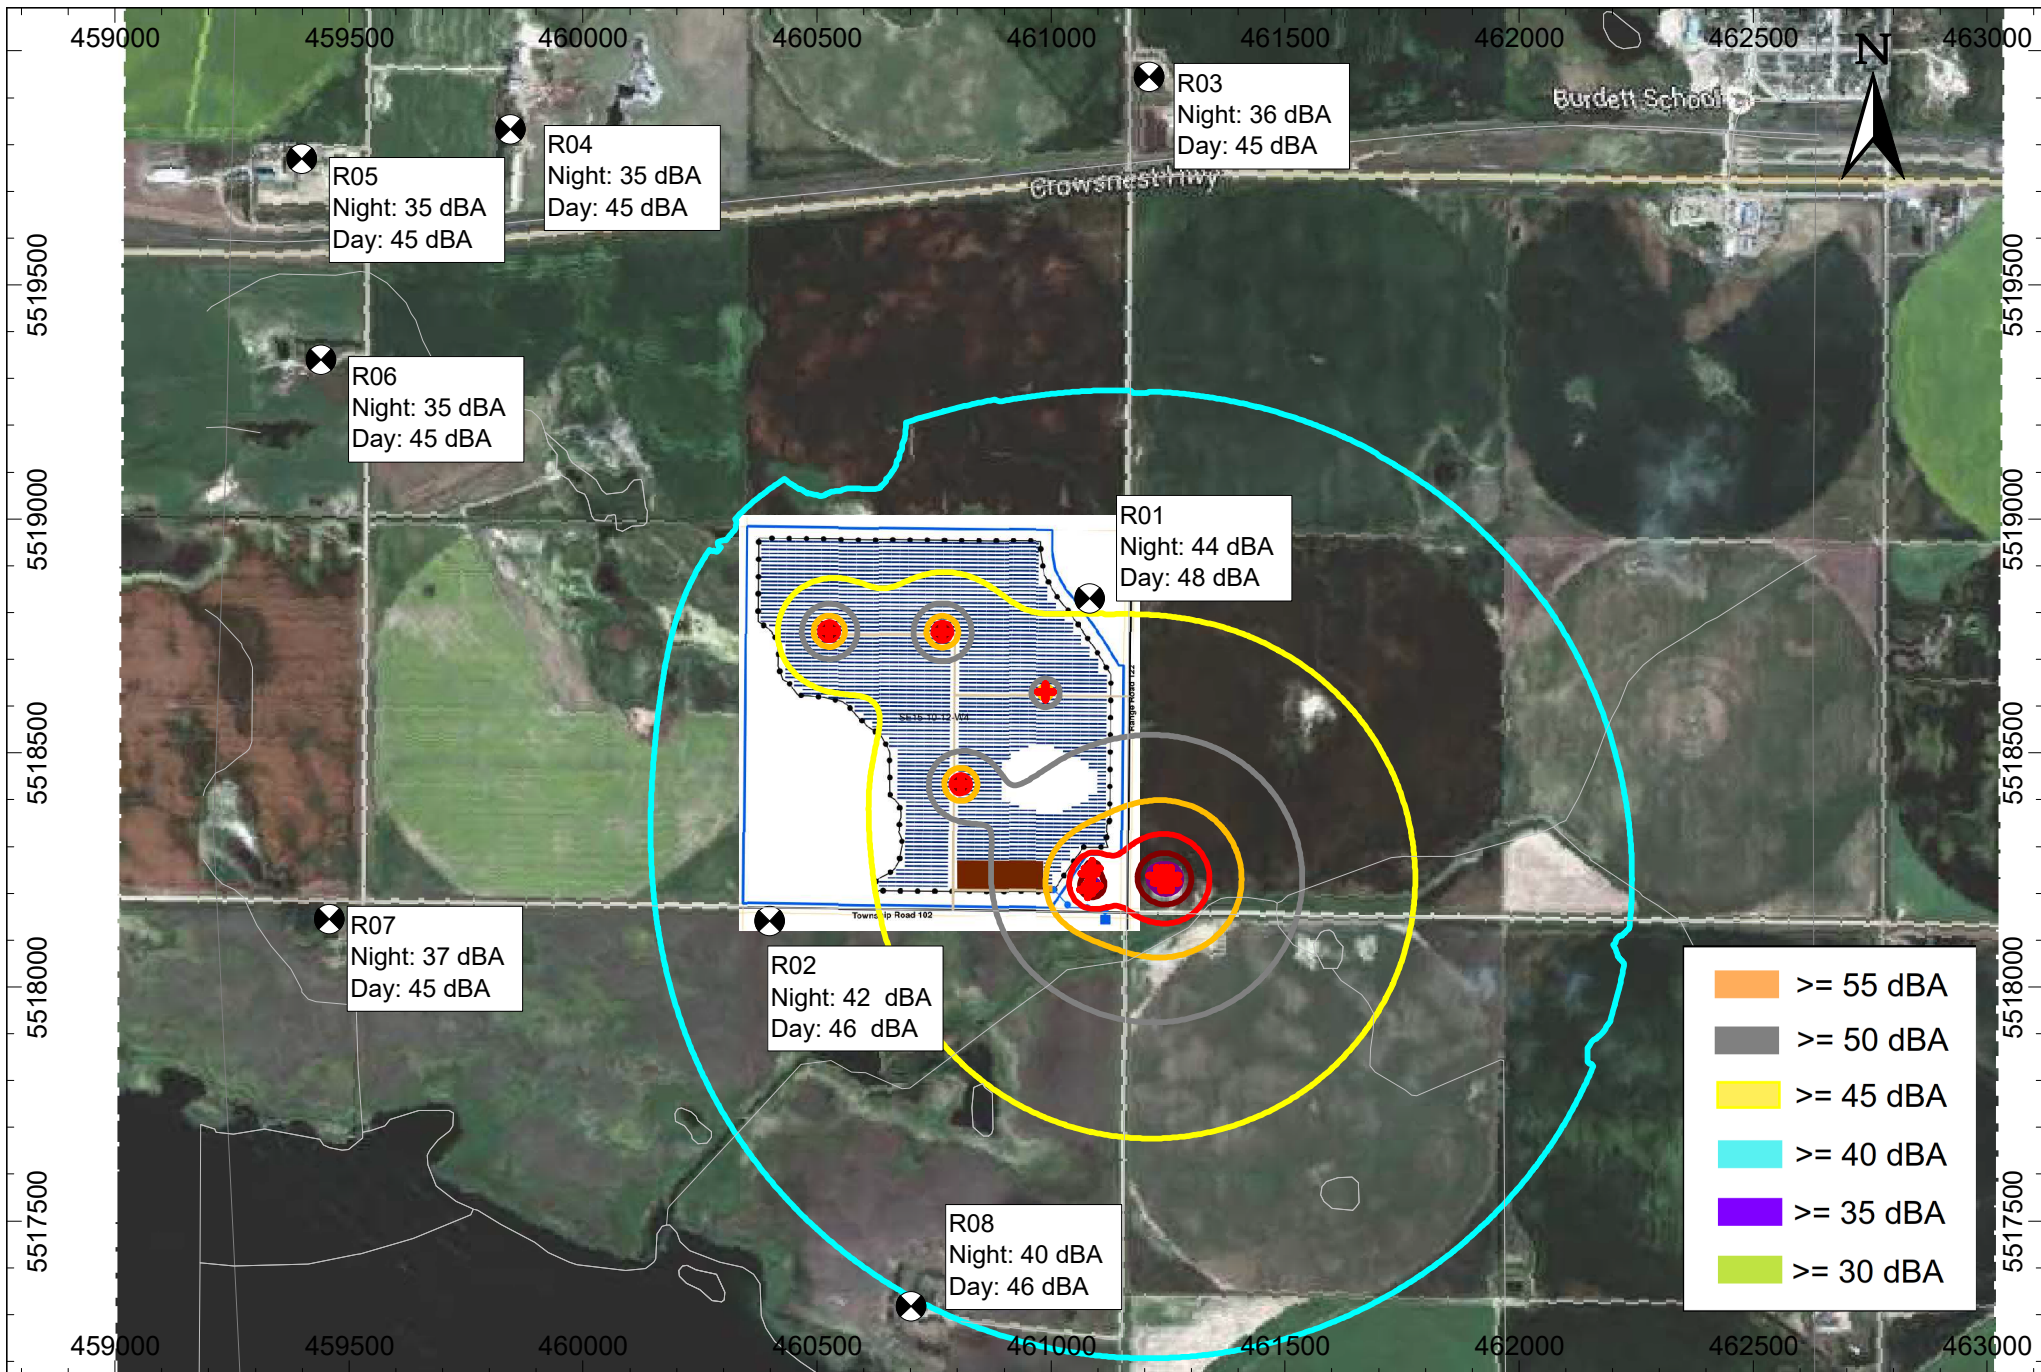 459000 459500 460000 460500 461000 461500 462000 462500 463000
N
R03
Night: 36 dBA
Day: 45 dBA
Burdett School
R04
Night: 35 dBA
Day: 45 dBA
R05
Night: 35 dBA
Day: 45 dBA
Crowsnest Hwy
5519500
5519500
R06
Night: 35 dBA
Day: 45 dBA
5519000
5519000
R01
Night: 44 dBA
Day: 48 dBA
Range Road 122
5518500
5518500
Township Road 102
R07
Night: 37 dBA
Day: 45 dBA
R02
Night: 42 dBA
Day: 46 dBA
5518000
5518000
>= 55 dBA
>= 50 dBA
>= 45 dBA
>= 40 dBA
>= 35 dBA
>= 30 dBA
R08
Night: 40 dBA
Day: 46 dBA
5517500
5517500
459000 459500 460000 460500 461000 461500 462000 462500 463000